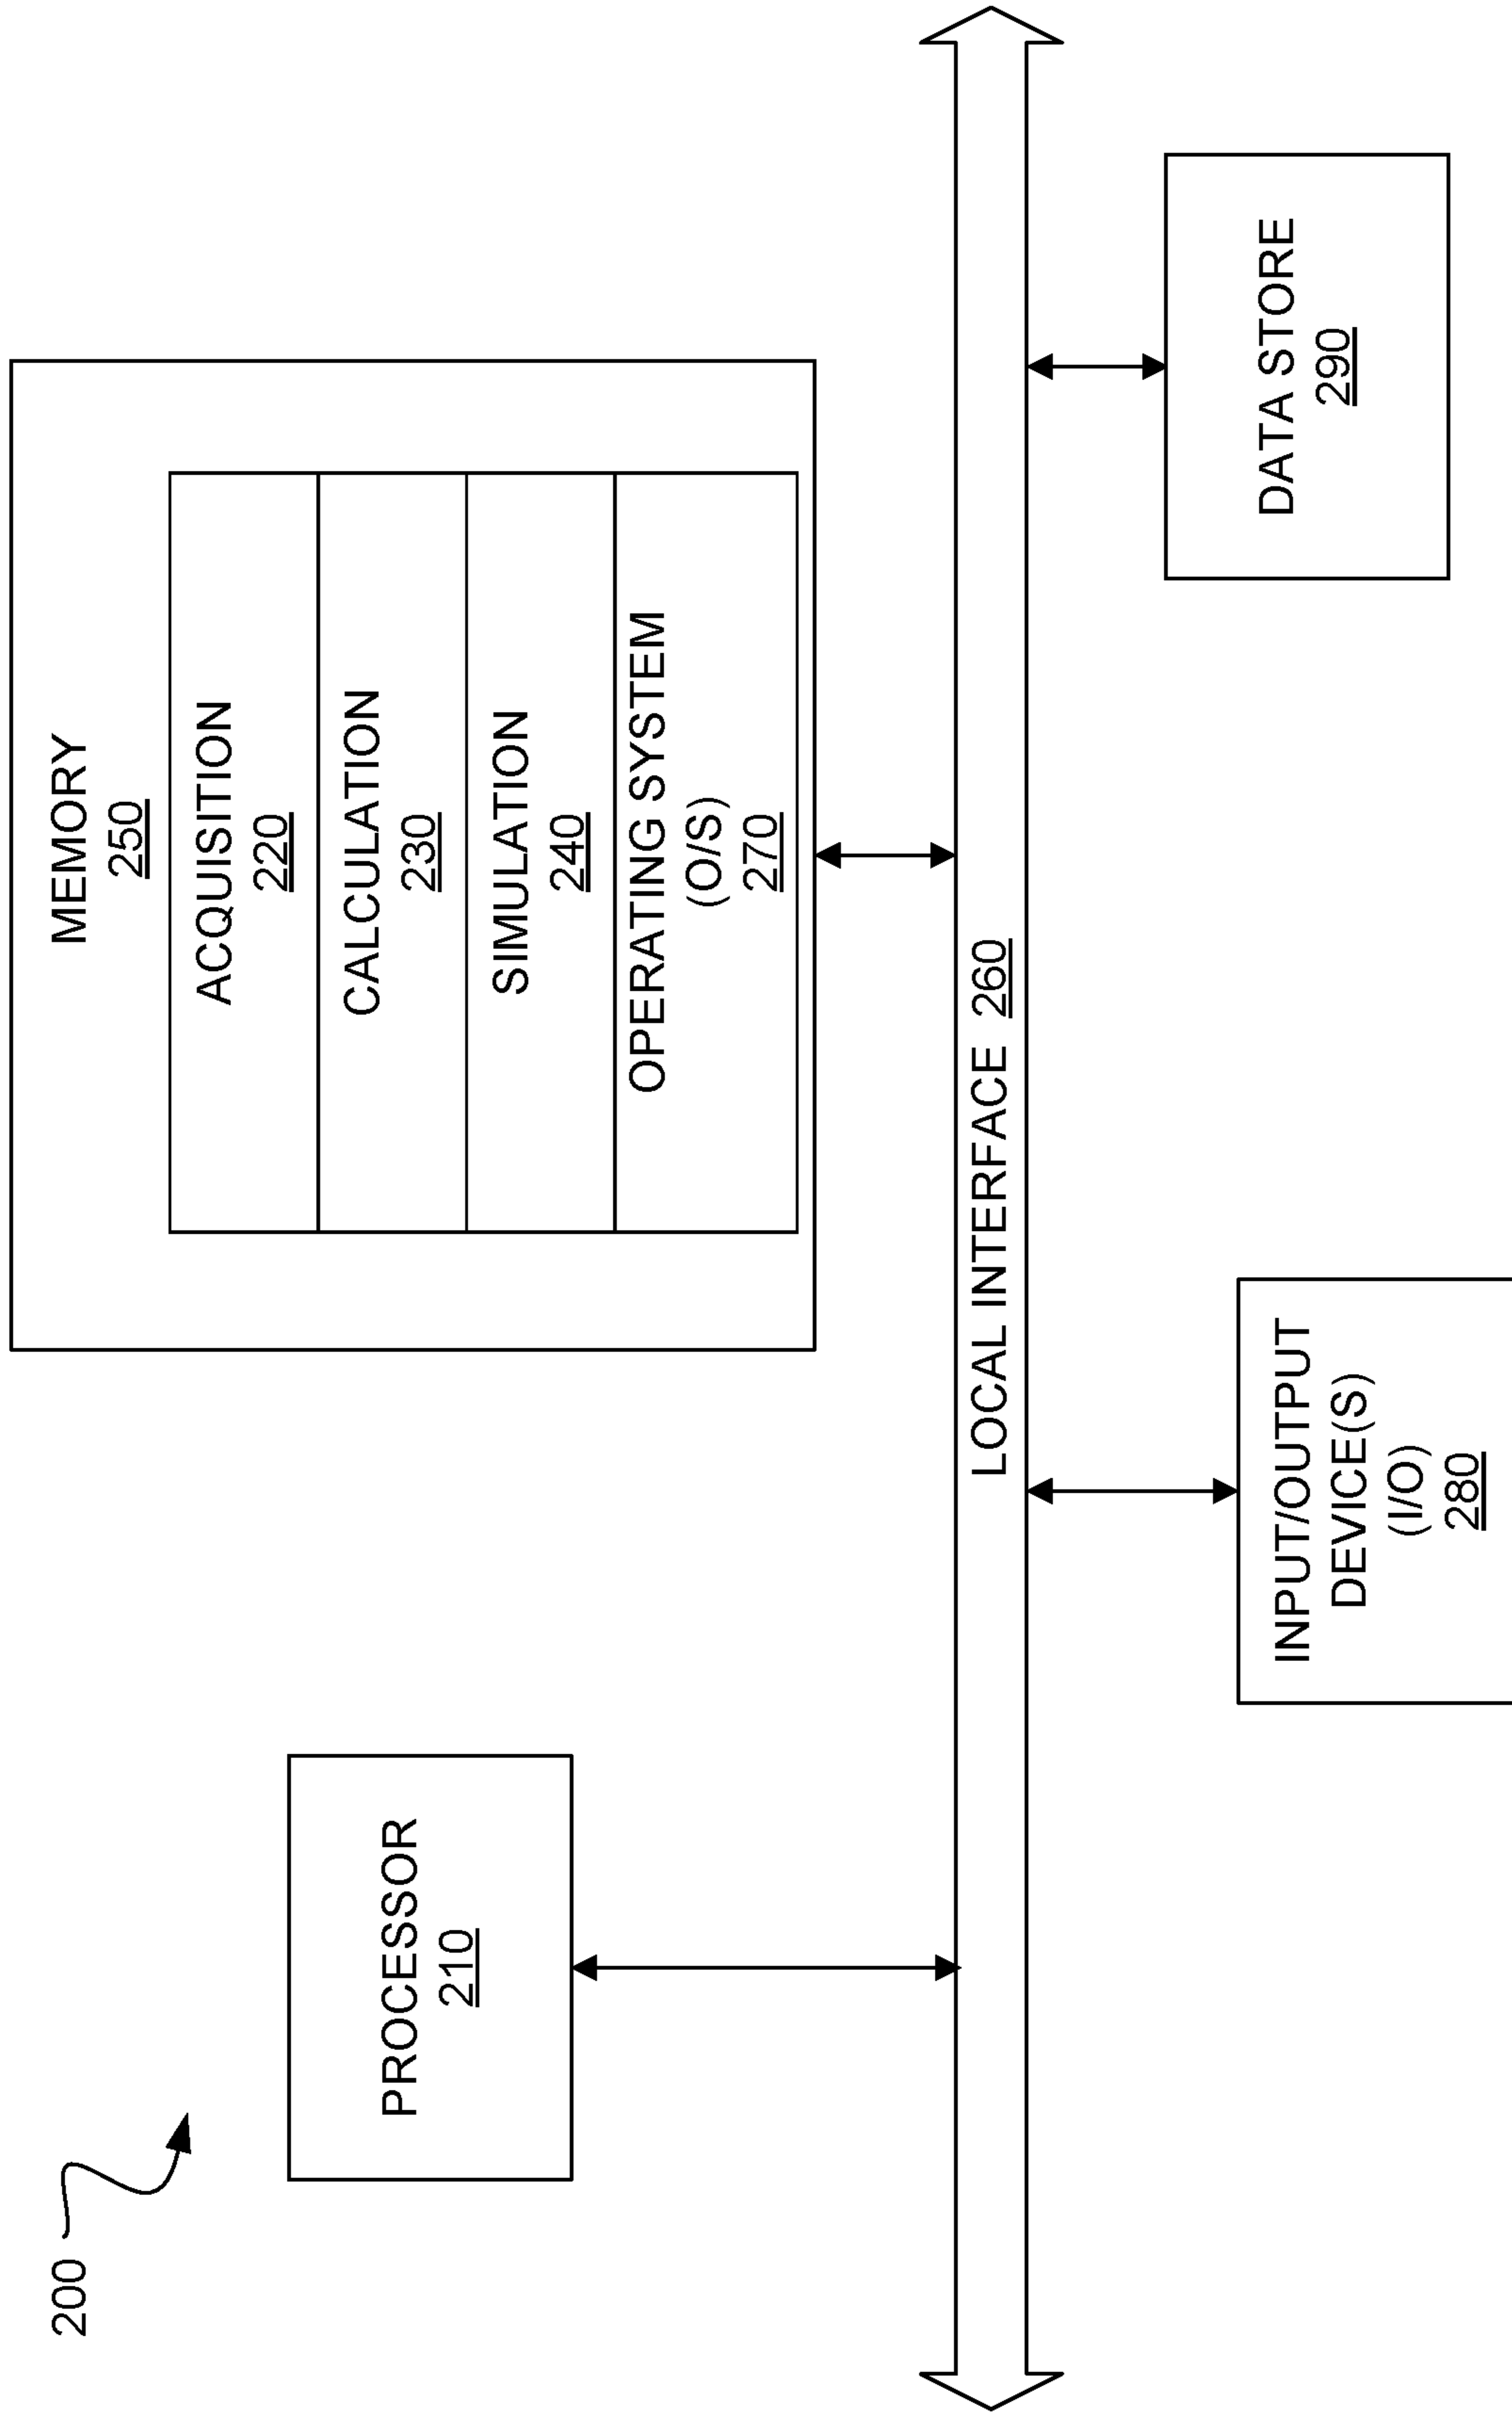 200
PROCESSOR
210
MEMORY
250
ACQUISITION
220
CALCULATION
230
SIMULATION
240
OPERATING SYSTEM
(O/S)
270
LOCAL INTERFACE 260
INPUT/OUTPUT
DEVICE(S)
(I/O)
280
DATA STORE
290